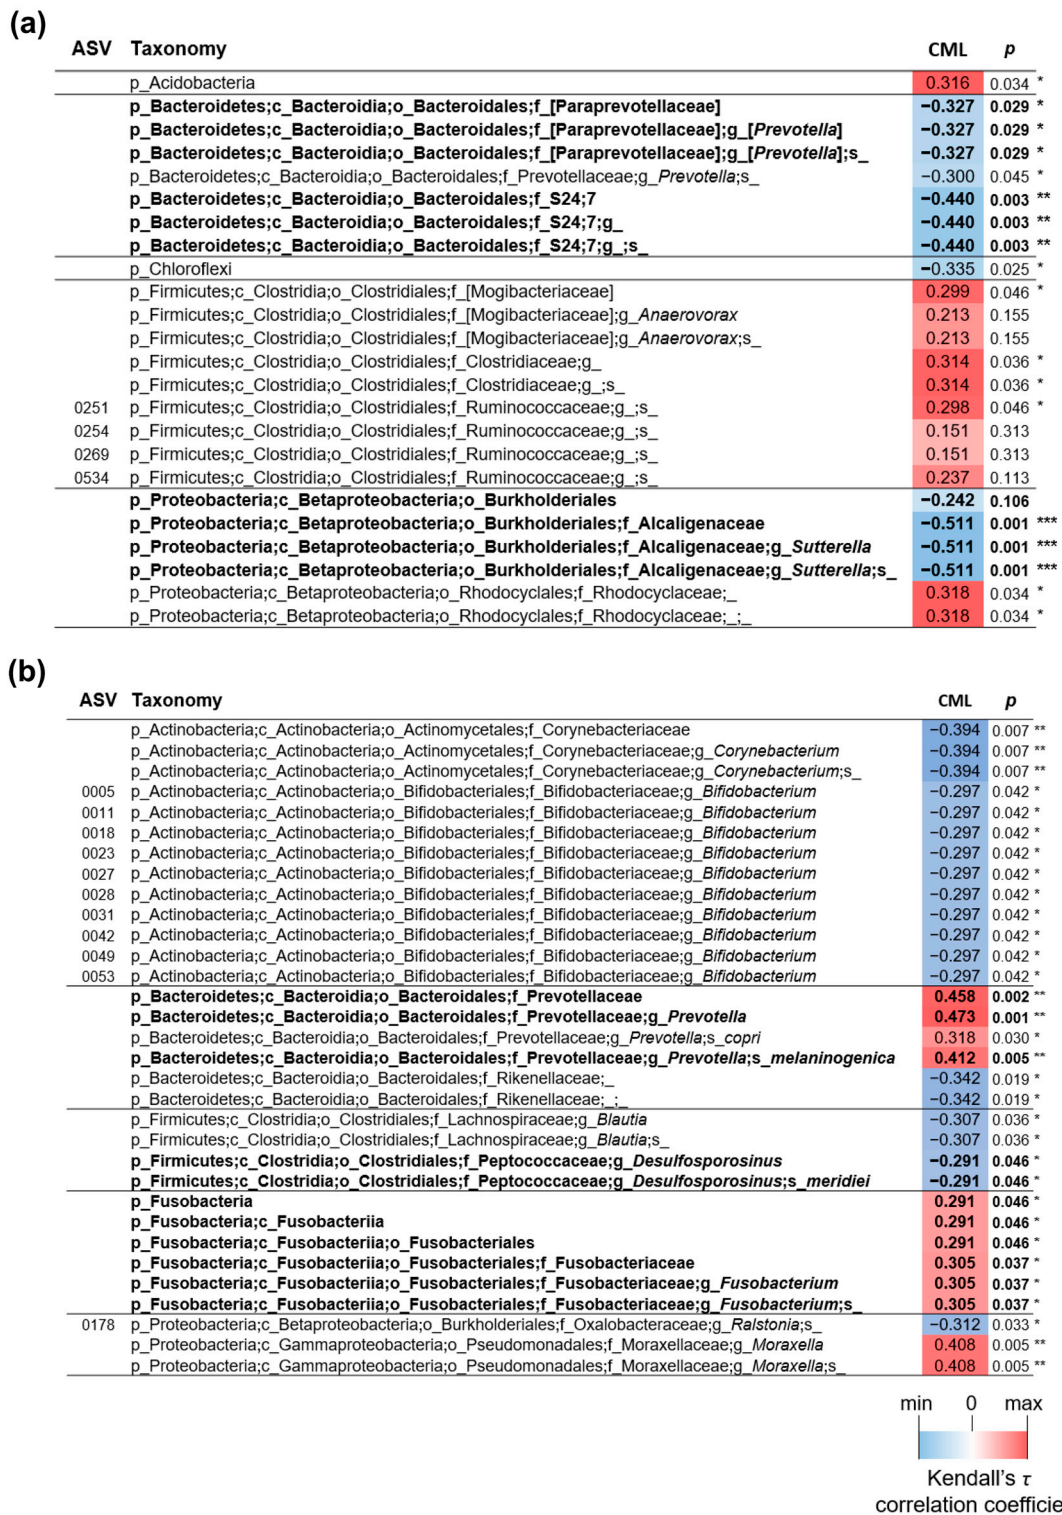 (a)
ASV Taxonomy CML p
p_Acidobacteria 0.316 0.034 *
p_Bacteroidetes;c_Bacteroidia;o_Bacteroidales;f_[Paraprevotellaceae] −0.327 0.029 *
p_Bacteroidetes;c_Bacteroidia;o_Bacteroidales;f_[Paraprevotellaceae];g_[Prevotella] −0.327 0.029 *
p_Bacteroidetes;c_Bacteroidia;o_Bacteroidales;f_[Paraprevotellaceae];g_[Prevotella];s_ −0.327 0.029 *
p_Bacteroidetes;c_Bacteroidia;o_Bacteroidales;f_Prevotellaceae;g_Prevotella;s_ −0.300 0.045 *
p_Bacteroidetes;c_Bacteroidia;o_Bacteroidales;f_S24;7 −0.440 0.003 **
p_Bacteroidetes;c_Bacteroidia;o_Bacteroidales;f_S24;7;g_ −0.440 0.003 **
p_Bacteroidetes;c_Bacteroidia;o_Bacteroidales;f_S24;7;g_;s_ −0.440 0.003 **
p_Chloroflexi −0.335 0.025 *
p_Firmicutes;c_Clostridia;o_Clostridiales;f_[Mogibacteriaceae] 0.299 0.046 *
p_Firmicutes;c_Clostridia;o_Clostridiales;f_[Mogibacteriaceae];g_Anaerovorax 0.213 0.155
p_Firmicutes;c_Clostridia;o_Clostridiales;f_[Mogibacteriaceae];g_Anaerovorax;s_ 0.213 0.155
p_Firmicutes;c_Clostridia;o_Clostridiales;f_Clostridiaceae;g_ 0.314 0.036 *
p_Firmicutes;c_Clostridia;o_Clostridiales;f_Clostridiaceae;g_;s_ 0.314 0.036 *
0251 p_Firmicutes;c_Clostridia;o_Clostridiales;f_Ruminococcaceae;g_;s_ 0.298 0.046 *
0254 p_Firmicutes;c_Clostridia;o_Clostridiales;f_Ruminococcaceae;g_;s_ 0.151 0.313
0269 p_Firmicutes;c_Clostridia;o_Clostridiales;f_Ruminococcaceae;g_;s_ 0.151 0.313
0534 p_Firmicutes;c_Clostridia;o_Clostridiales;f_Ruminococcaceae;g_;s_ 0.237 0.113
p_Proteobacteria;c_Betaproteobacteria;o_Burkholderiales −0.242 0.106
p_Proteobacteria;c_Betaproteobacteria;o_Burkholderiales;f_Alcaligenaceae −0.511 0.001 ***
p_Proteobacteria;c_Betaproteobacteria;o_Burkholderiales;f_Alcaligenaceae;g_Sutterella −0.511 0.001 ***
p_Proteobacteria;c_Betaproteobacteria;o_Burkholderiales;f_Alcaligenaceae;g_Sutterella;s_ −0.511 0.001 ***
p_Proteobacteria;c_Betaproteobacteria;o_Rhodocyclales;f_Rhodocyclaceae;_ 0.318 0.034 *
p_Proteobacteria;c_Betaproteobacteria;o_Rhodocyclales;f_Rhodocyclaceae;_;_ 0.318 0.034 *
(b)
ASV Taxonomy CML p
p_Actinobacteria;c_Actinobacteria;o_Actinomycetales;f_Corynebacteriaceae −0.394 0.007 **
p_Actinobacteria;c_Actinobacteria;o_Actinomycetales;f_Corynebacteriaceae;g_Corynebacterium −0.394 0.007 **
p_Actinobacteria;c_Actinobacteria;o_Actinomycetales;f_Corynebacteriaceae;g_Corynebacterium;s_ −0.394 0.007 **
0005 p_Actinobacteria;c_Actinobacteria;o_Bifidobacteriales;f_Bifidobacteriaceae;g_Bifidobacterium −0.297 0.042 *
0011 p_Actinobacteria;c_Actinobacteria;o_Bifidobacteriales;f_Bifidobacteriaceae;g_Bifidobacterium −0.297 0.042 *
0018 p_Actinobacteria;c_Actinobacteria;o_Bifidobacteriales;f_Bifidobacteriaceae;g_Bifidobacterium −0.297 0.042 *
0023 p_Actinobacteria;c_Actinobacteria;o_Bifidobacteriales;f_Bifidobacteriaceae;g_Bifidobacterium −0.297 0.042 *
0027 p_Actinobacteria;c_Actinobacteria;o_Bifidobacteriales;f_Bifidobacteriaceae;g_Bifidobacterium −0.297 0.042 *
0028 p_Actinobacteria;c_Actinobacteria;o_Bifidobacteriales;f_Bifidobacteriaceae;g_Bifidobacterium −0.297 0.042 *
0031 p_Actinobacteria;c_Actinobacteria;o_Bifidobacteriales;f_Bifidobacteriaceae;g_Bifidobacterium −0.297 0.042 *
0042 p_Actinobacteria;c_Actinobacteria;o_Bifidobacteriales;f_Bifidobacteriaceae;g_Bifidobacterium −0.297 0.042 *
0049 p_Actinobacteria;c_Actinobacteria;o_Bifidobacteriales;f_Bifidobacteriaceae;g_Bifidobacterium −0.297 0.042 *
0053 p_Actinobacteria;c_Actinobacteria;o_Bifidobacteriales;f_Bifidobacteriaceae;g_Bifidobacterium −0.297 0.042 *
p_Bacteroidetes;c_Bacteroidia;o_Bacteroidales;f_Prevotellaceae 0.458 0.002 **
p_Bacteroidetes;c_Bacteroidia;o_Bacteroidales;f_Prevotellaceae;g_Prevotella 0.473 0.001 **
p_Bacteroidetes;c_Bacteroidia;o_Bacteroidales;f_Prevotellaceae;g_Prevotella;s_copri 0.318 0.030 *
p_Bacteroidetes;c_Bacteroidia;o_Bacteroidales;f_Prevotellaceae;g_Prevotella;s_melaninogenica 0.412 0.005 **
p_Bacteroidetes;c_Bacteroidia;o_Bacteroidales;f_Rikenellaceae;_ −0.342 0.019 *
p_Bacteroidetes;c_Bacteroidia;o_Bacteroidales;f_Rikenellaceae;_;_ −0.342 0.019 *
p_Firmicutes;c_Clostridia;o_Clostridiales;f_Lachnospiraceae;g_Blautia −0.307 0.036 *
p_Firmicutes;c_Clostridia;o_Clostridiales;f_Lachnospiraceae;g_Blautia;s_ −0.307 0.036 *
p_Firmicutes;c_Clostridia;o_Clostridiales;f_Peptococcaceae;g_Desulfosporosinus −0.291 0.046 *
p_Firmicutes;c_Clostridia;o_Clostridiales;f_Peptococcaceae;g_Desulfosporosinus;s_meridiei −0.291 0.046 *
p_Fusobacteria 0.291 0.046 *
p_Fusobacteria;c_Fusobacteriia 0.291 0.046 *
p_Fusobacteria;c_Fusobacteriia;o_Fusobacteriales 0.291 0.046 *
p_Fusobacteria;c_Fusobacteriia;o_Fusobacteriales;f_Fusobacteriaceae 0.305 0.037 *
p_Fusobacteria;c_Fusobacteriia;o_Fusobacteriales;f_Fusobacteriaceae;g_Fusobacterium 0.305 0.037 *
p_Fusobacteria;c_Fusobacteriia;o_Fusobacteriales;f_Fusobacteriaceae;g_Fusobacterium;s_ 0.305 0.037 *
0178 p_Proteobacteria;c_Betaproteobacteria;o_Burkholderiales;f_Oxalobacteraceae;g_Ralstonia;s_ −0.312 0.033 *
p_Proteobacteria;c_Gammaproteobacteria;o_Pseudomonadales;f_Moraxellaceae;g_Moraxella 0.408 0.005 **
p_Proteobacteria;c_Gammaproteobacteria;o_Pseudomonadales;f_Moraxellaceae;g_Moraxella;s_ 0.408 0.005 **
min 0 max
Kendall's τ
correlation coefficie